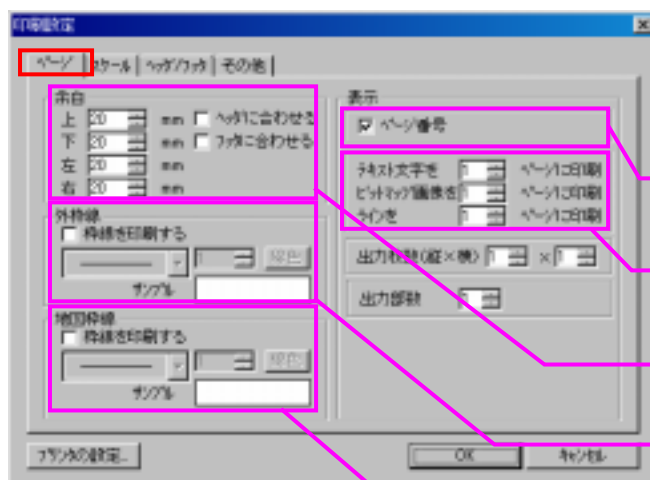 印刷設定
ページ スケール ヘッダ/フッタ その他
余白
上 20 mm ヘッダに合わせる
下 20 mm フッタに合わせる
左 20 mm
右 20 mm
外枠線
枠線を印刷する
1 線色
サンプル
地図枠線
枠線を印刷する
1 線色
サンプル
表示
ページ番号
テキスト文字を 1 ページに印刷
ビットマップ画像を 1 ページに印刷
ラインを 1 ページに印刷
出力枚数(縦×横) 1 × 1
出力部数 1
プリンタの設定...
OK
キャンセル